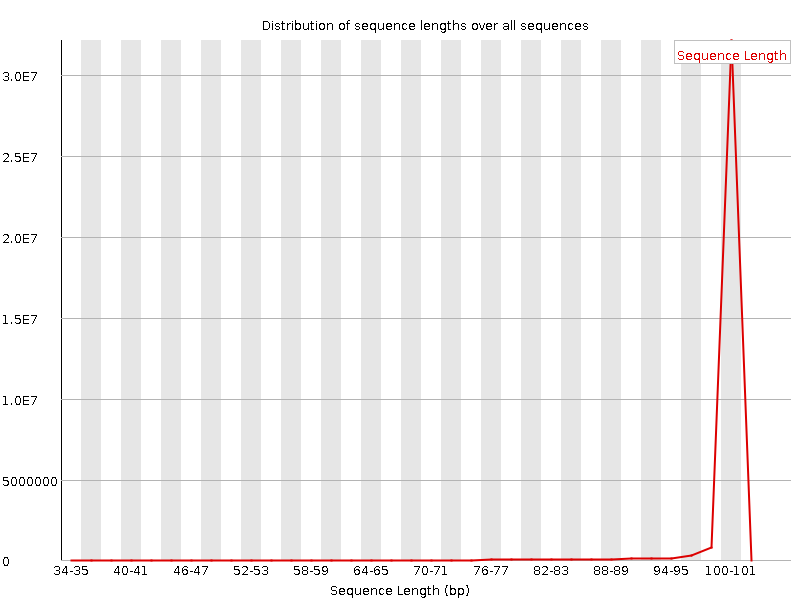 Distribution of sequence lengths over all sequences
Sequence Length
3.0E7
2.5E7
2.0E7
1.5E7
1.0E7
5000000
0
34-35 40-41 46-47 52-53 58-59 64-65 70-71 76-77 82-83 88-89 94-95 100-101
Sequence Length (bp)